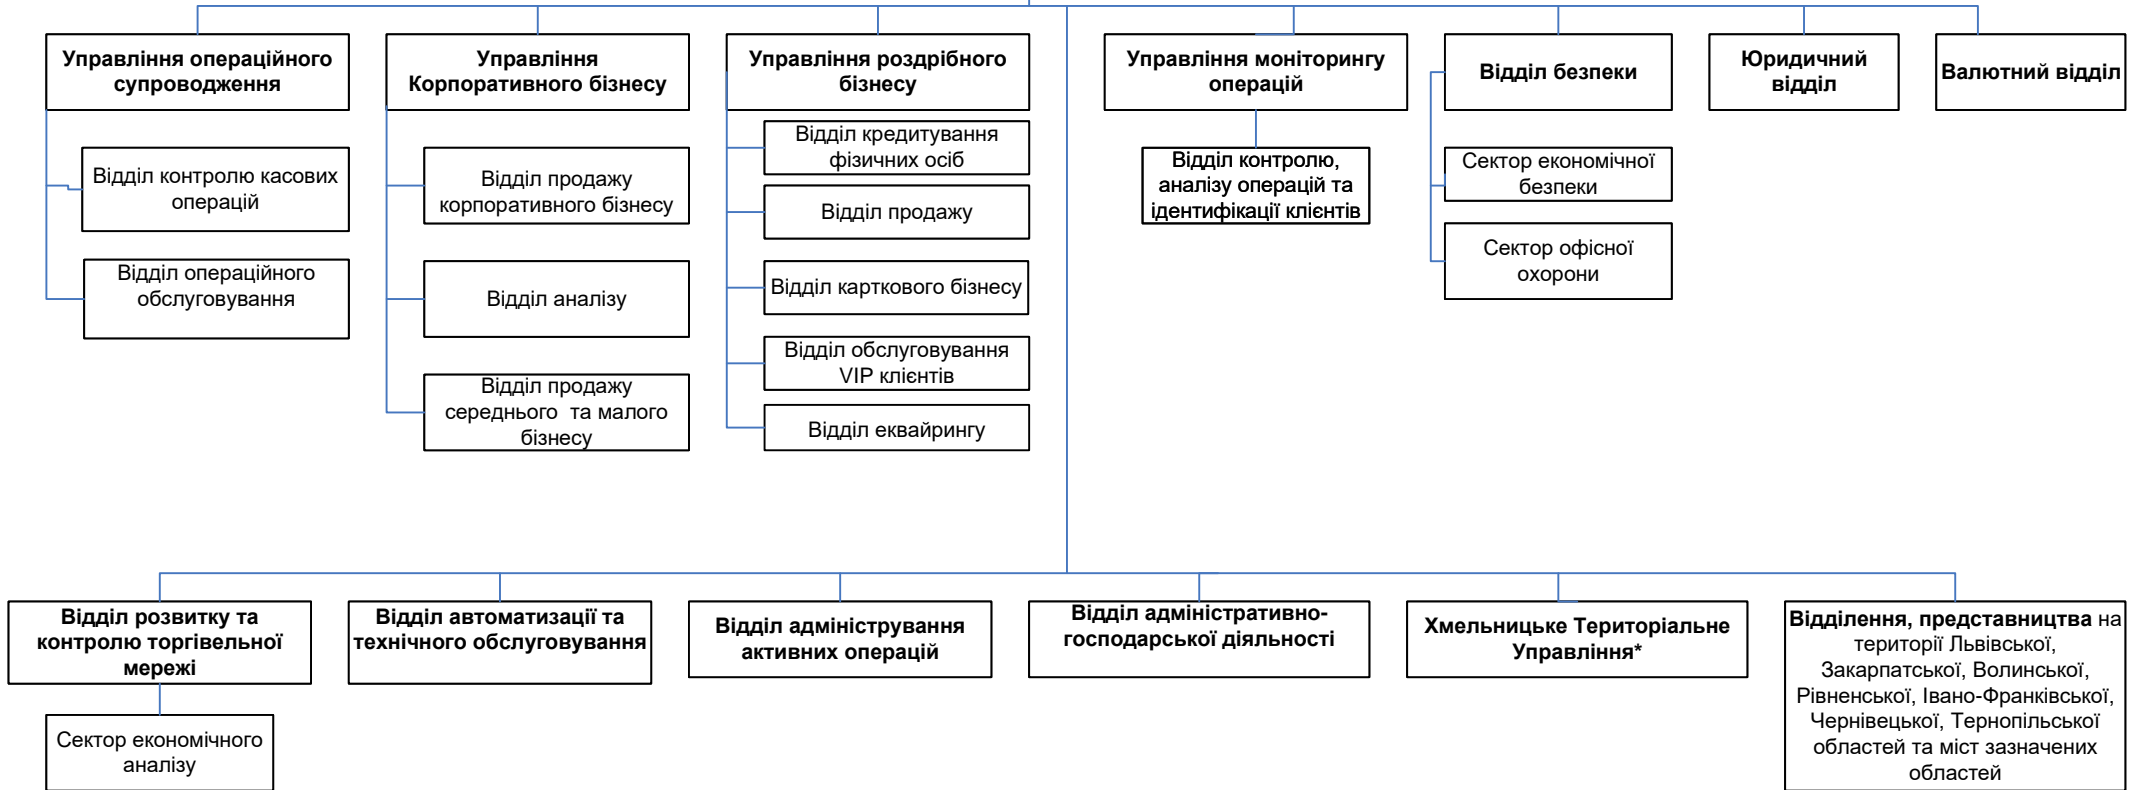 Управління операційного
супроводження
Відділ контролю касових
операцій
Відділ операційного
обслуговування
Управління
Корпоративного бізнесу
Відділ продажу
корпоративного бізнесу
Відділ аналізу
Відділ продажу
середнього та малого
бізнесу
Управління роздрібного
бізнесу
Відділ кредитування
фізичних осіб
Відділ продажу
Відділ карткового бізнесу
Відділ обслуговування
VIP клієнтів
Відділ еквайрингу
Управління моніторингу
операцій
Відділ контролю,
аналізу операцій та
ідентифікації клієнтів
Відділ безпеки
Сектор економічної
безпеки
Сектор офісної
охорони
Юридичний
відділ
Валютний відділ
Відділ розвитку та
контролю торгівельної
мережі
Сектор економічного
аналізу
Відділ автоматизації та
технічного обслуговування
Відділ адміністрування
активних операцій
Відділ адміністративно-
господарської діяльності
Хмельницьке Територіальне
Управління*
Відділення, представництва на
території Львівської,
Закарпатської, Волинської,
Рівненської, Івано-Франківської,
Чернівецької, Тернопільської
областей та міст зазначених
областей